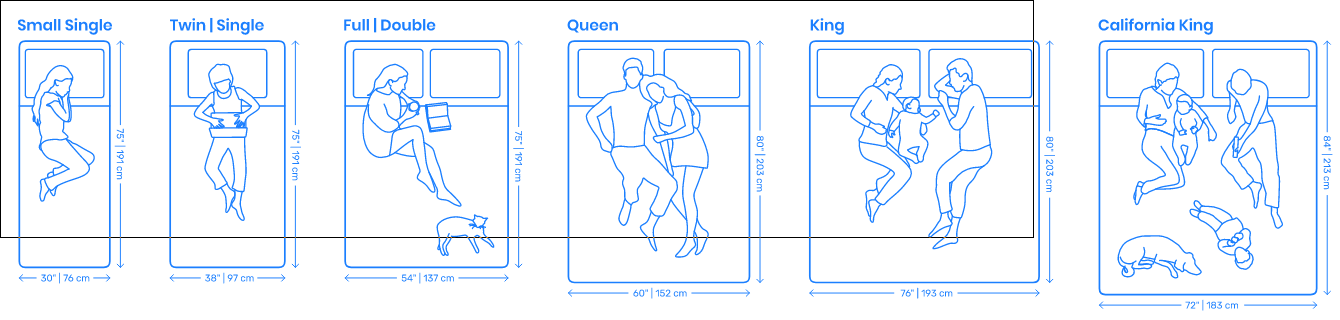 Small Single
Twin | Single
Full | Double
Queen
King
California King
75" | 191 cm
75" | 191 cm
75" | 191 cm
80" | 203 cm
80" | 203 cm
84" | 213 cm
30" | 76 cm
38" | 97 cm
54" | 137 cm
60" | 152 cm
76" | 193 cm
72" | 183 cm